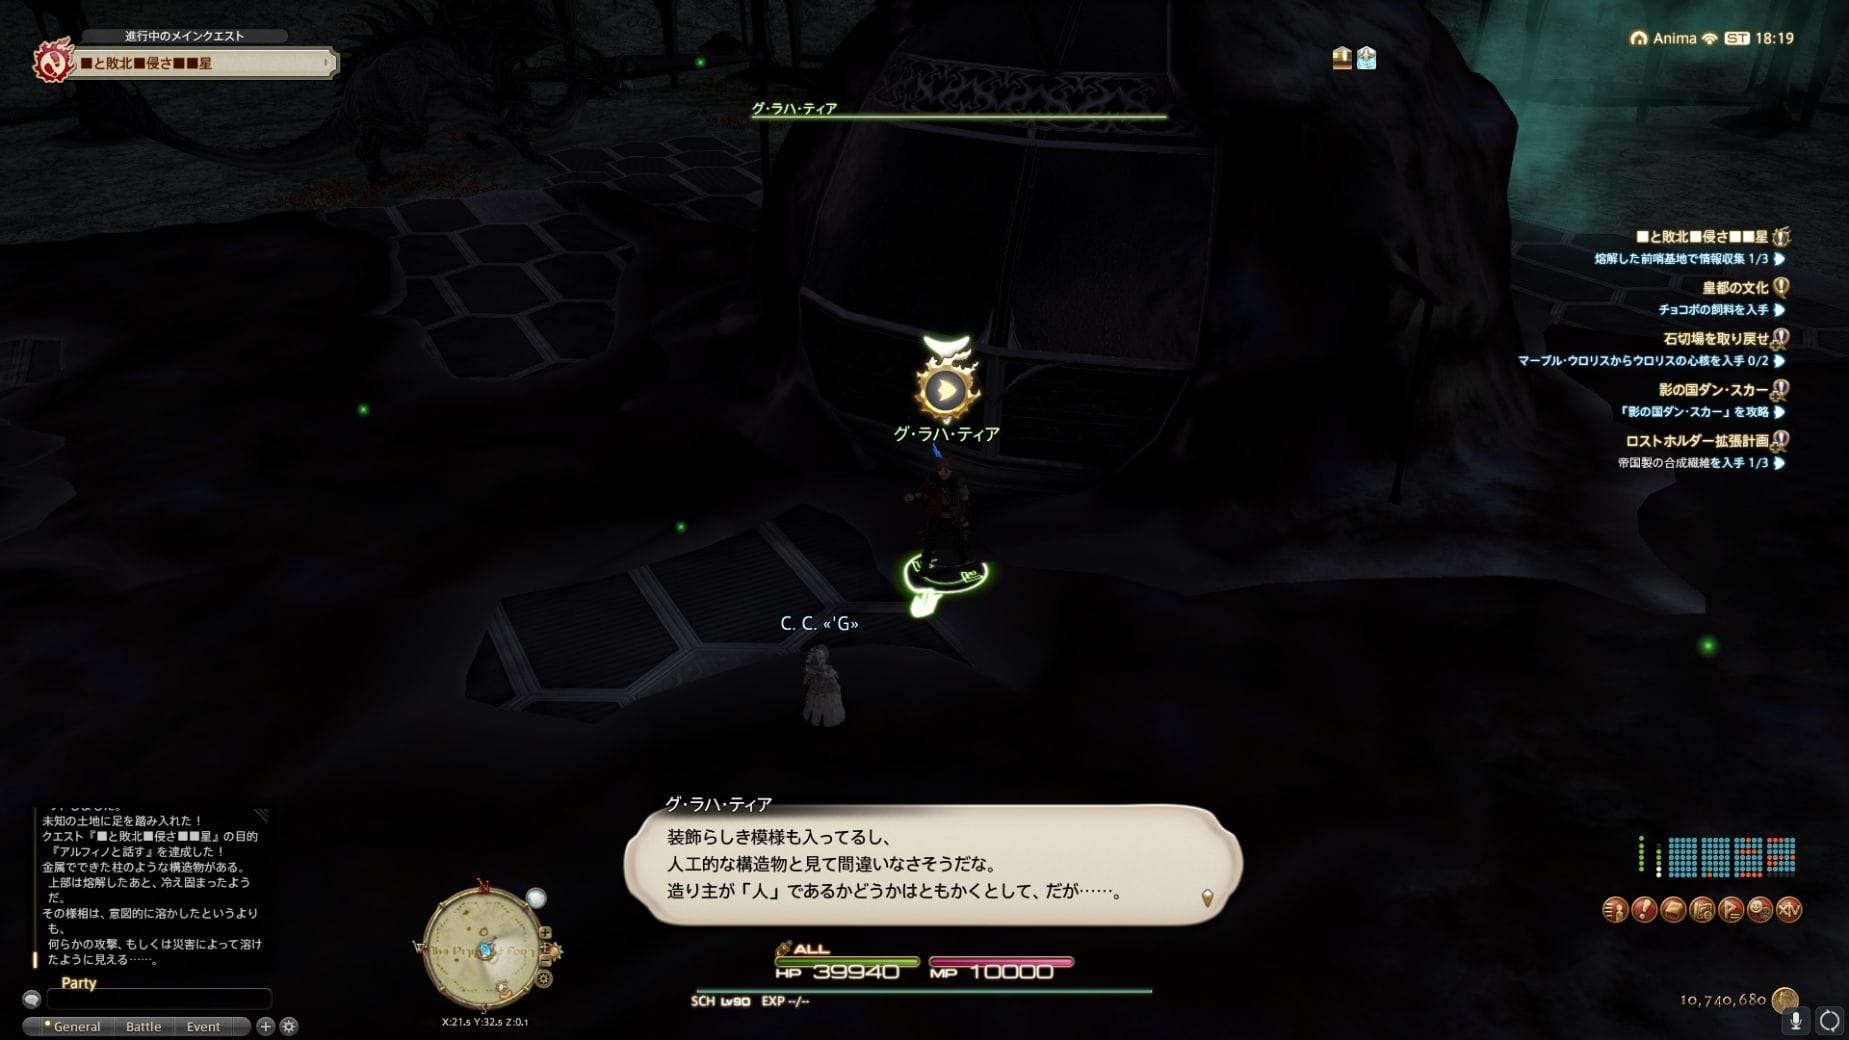 進行中のメインクエスト
■と敗北■侵さ■■星
グ・ラハ・ティア
Anima ST 18:19
■と敗北■侵さ■■星
熔解した前哨基地で情報収集 1/3
皇都の文化
チョコボの飼料を入手
石切場を取り戻せ
マーブル・ウロリスからウロリスの心核を入手 0/2
影の国ダン・スカー
「影の国ダン・スカー」を攻略
ロストホルダー拡張計画
帝国製の合成繊維を入手 1/3
グ・ラハ・ティア
C. C. «'G»
グ・ラハ・ティア
装飾らしき模様も入ってるし、
人工的な構造物と見て間違いなさそうだな。
造り主が「人」であるかどうかはともかくとして、だが……。
未知の土地に足を踏み入れた！
クエスト『■と敗北■侵さ■■星』の目的
『アルフィノと話す』を達成した！
金属でできた柱のような構造物がある。
上部は熔解したあと、冷え固まったよう
だ。
その様相は、意図的に溶かしたというより
も、
何らかの攻撃、もしくは災害によって溶け
たように見える……。
Party
General Battle Event
N
W
X:21.5 Y:32.5 Z:0.1
ALL
HP 39940 MP 10000
SCH Lv90 EXP --/--
XIV
10,740,680